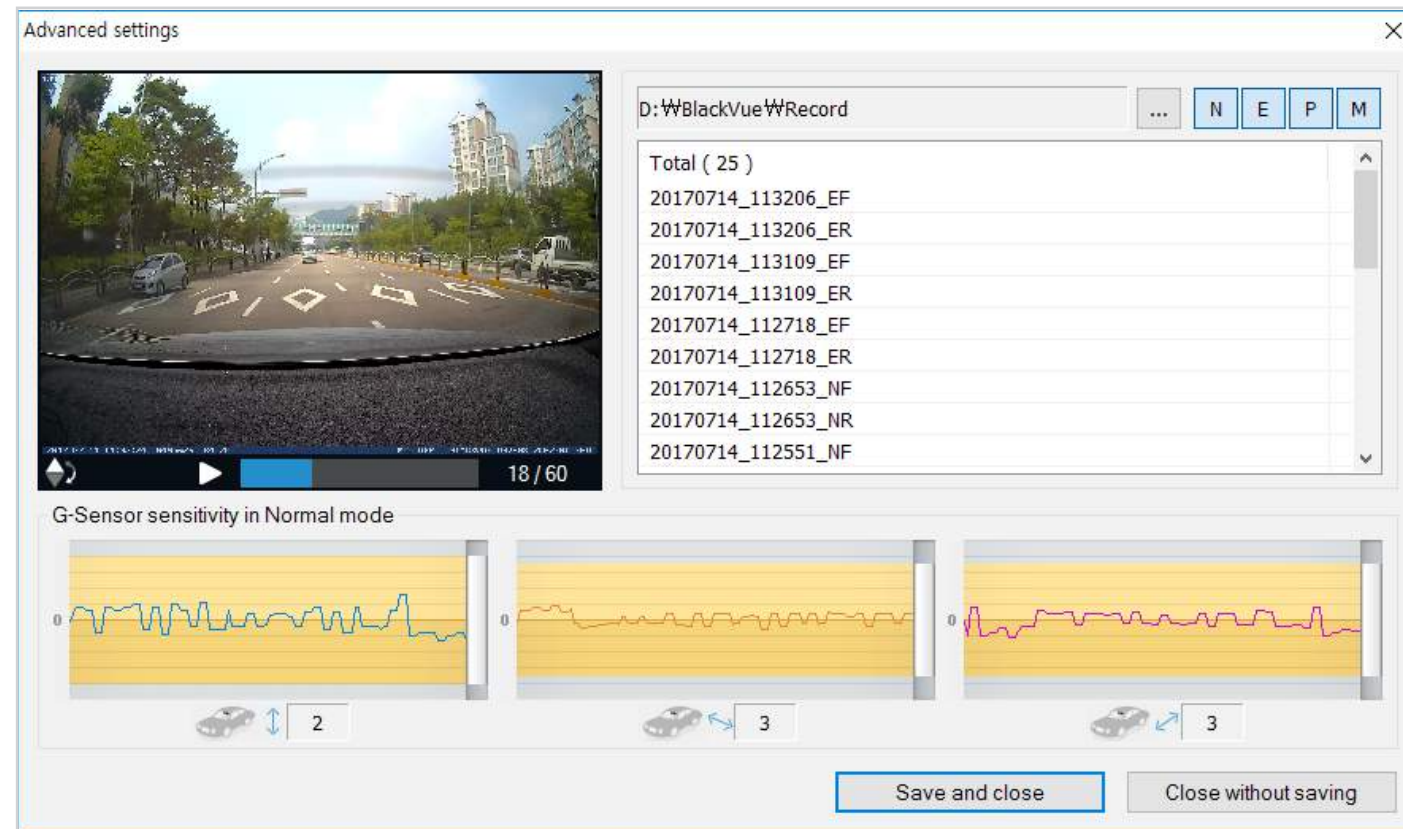 Advanced settings
D:₩BlackVue₩Record
...
N E P M
Total ( 25 )
20170714_113206_EF
20170714_113206_ER
20170714_113109_EF
20170714_113109_ER
20170714_112718_EF
20170714_112718_ER
20170714_112653_NF
20170714_112653_NR
20170714_112551_NF
18 / 60
G-Sensor sensitivity in Normal mode
0
0
0
2
3
3
Save and close
Close without saving